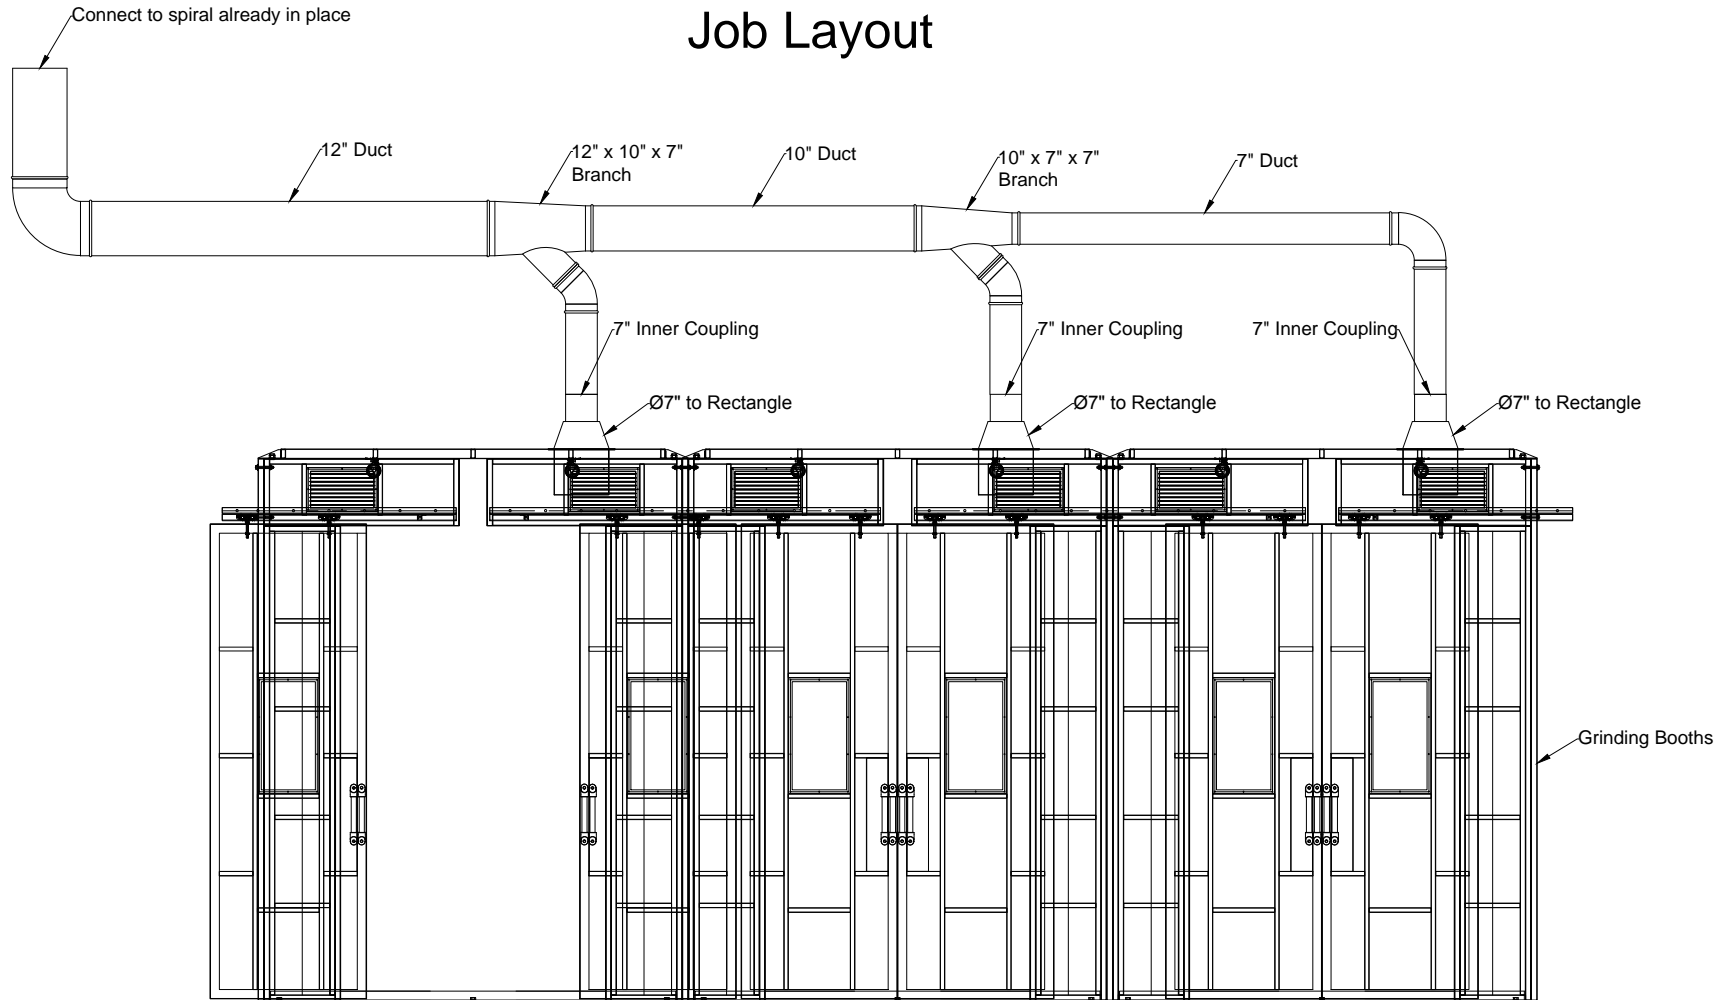 Connect to spiral already in place
Job Layout
12" Duct
12" x 10" x 7"
Branch
10" Duct
10" x 7" x 7"
Branch
7" Duct
7" Inner Coupling
7" Inner Coupling
7" Inner Coupling
Ø7" to Rectangle
Ø7" to Rectangle
Ø7" to Rectangle
Grinding Booths